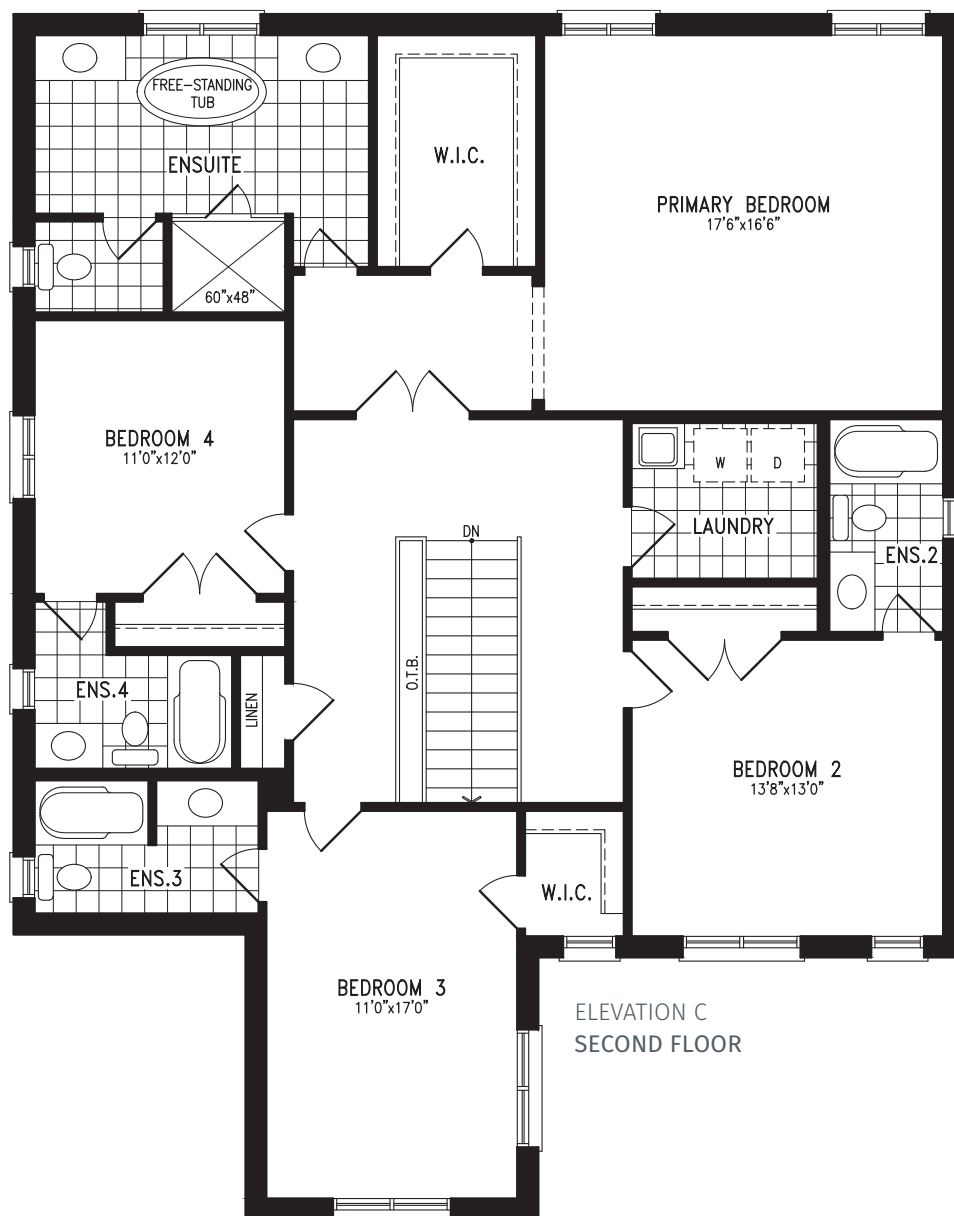 FREE-STANDING
TUB
ENSUITE
W.I.C.
PRIMARY BEDROOM
17'6"x16'6"
60"x48"
BEDROOM 4
11'0"x12'0"
W
D
LAUNDRY
DN
ENS.2
O.T.B.
ENS.4
LINEN
BEDROOM 2
13'8"x13'0"
ENS.3
W.I.C.
BEDROOM 3
11'0"x17'0"
ELEVATION C
SECOND FLOOR